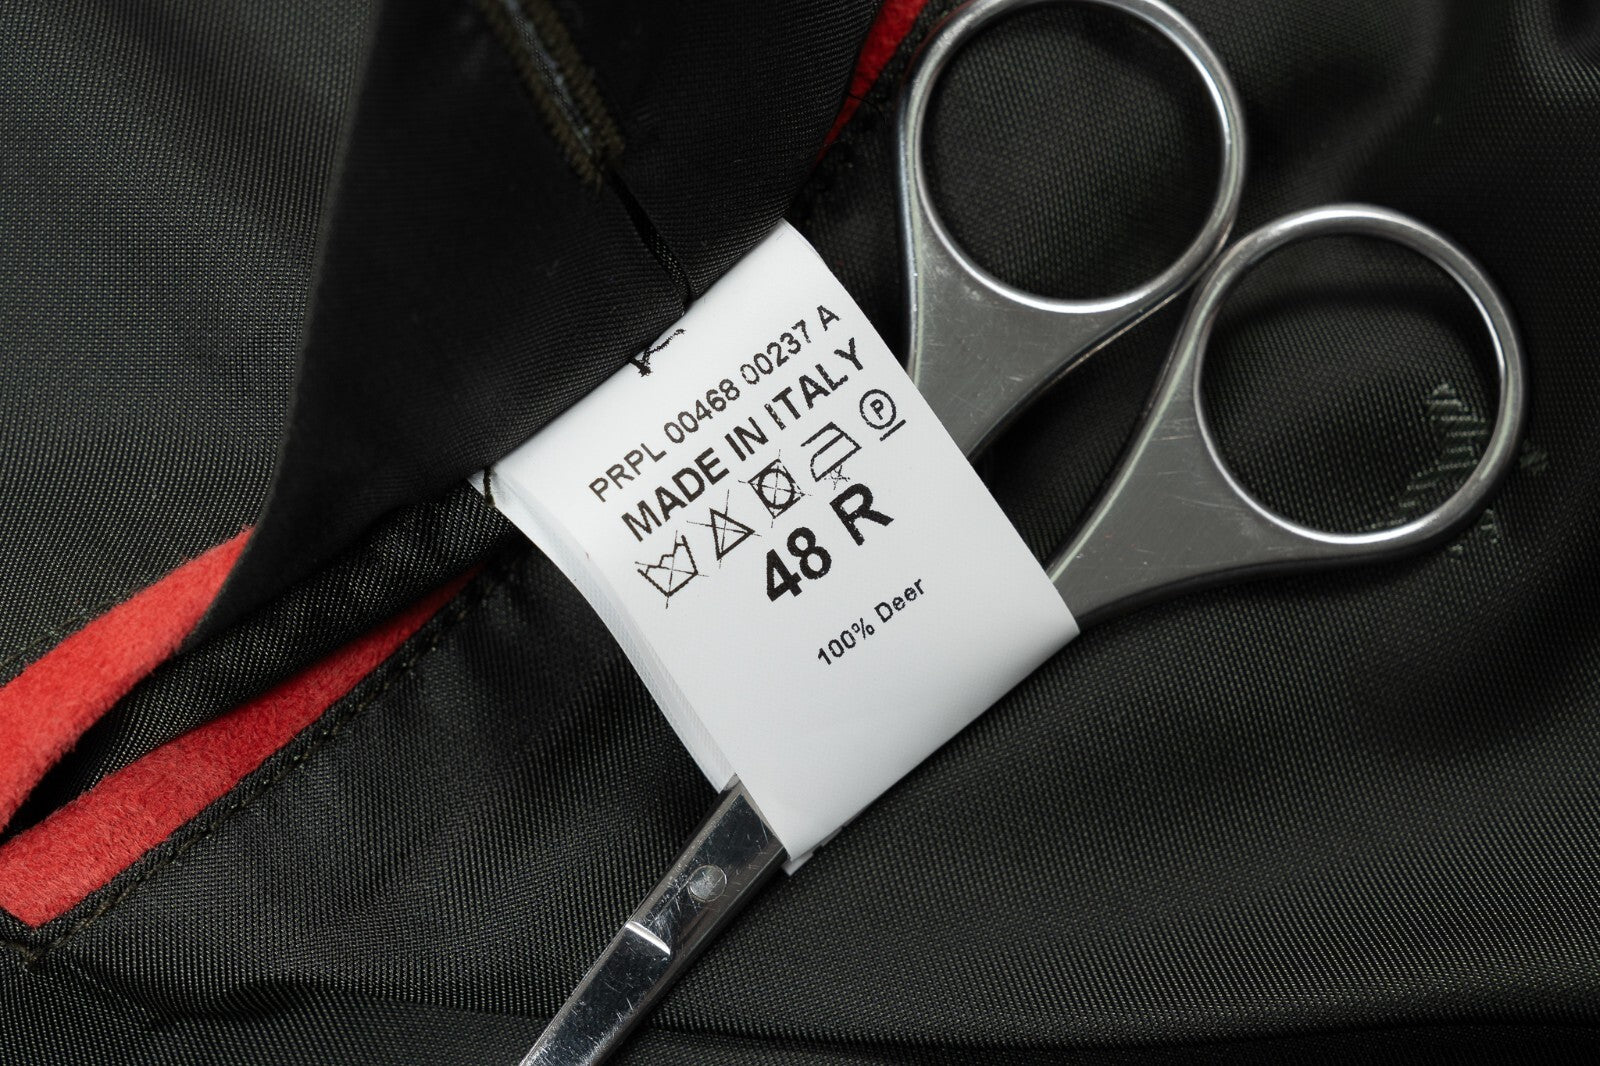 PRPL 00468 00237 A
MADE IN ITALY
P
48 R
100% Deer